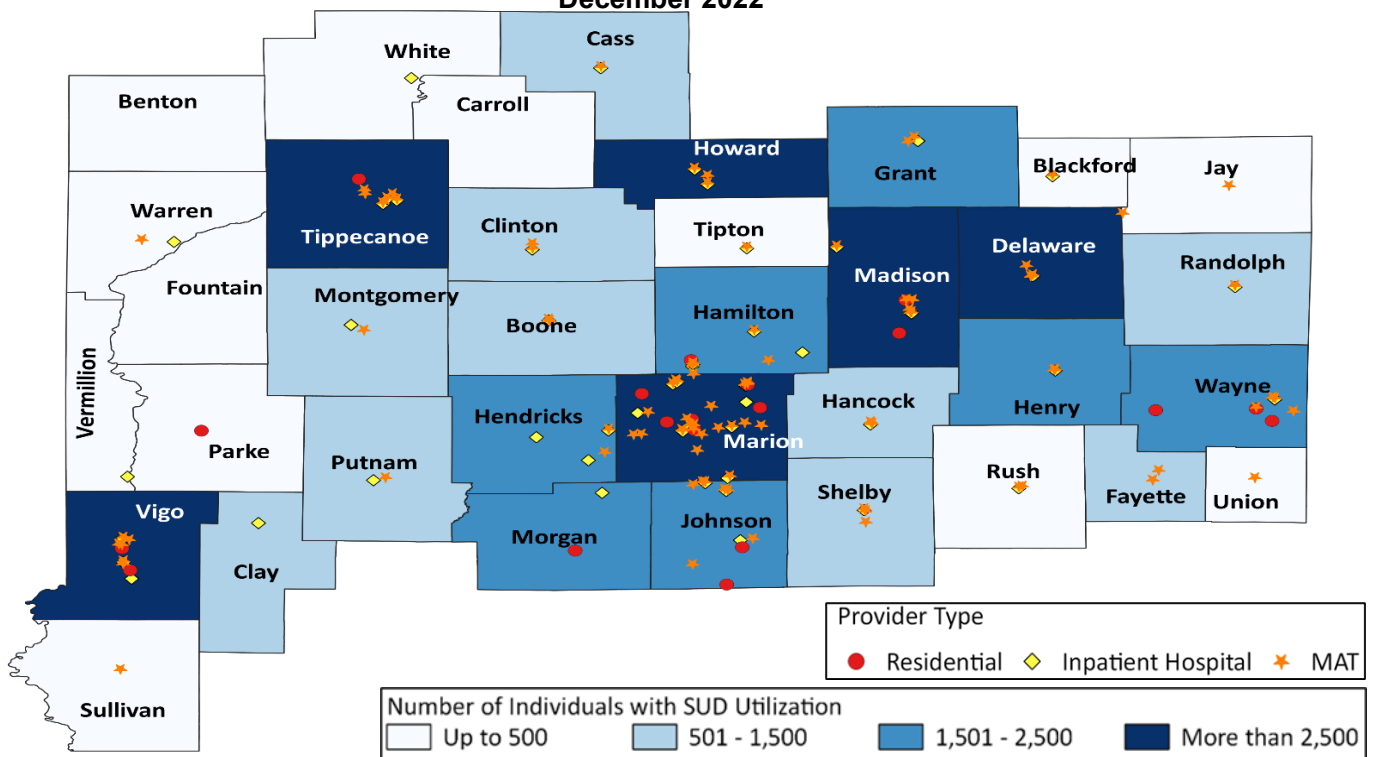 December 2022
White
Cass
Benton
Carroll
Howard
Grant
Blackford
Jay
Warren
Tippecanoe
Clinton
Tipton
Madison
Delaware
Randolph
Fountain
Montgomery
Boone
Hamilton
Vermillion
Parke
Putnam
Hendricks
Marion
Hancock
Henry
Wayne
Vigo
Clay
Morgan
Johnson
Shelby
Rush
Fayette
Union
Sullivan
Provider Type
Residential Inpatient Hospital MAT
Number of Individuals with SUD Utilization
Up to 500 501 - 1,500 1,501 - 2,500 More than 2,500